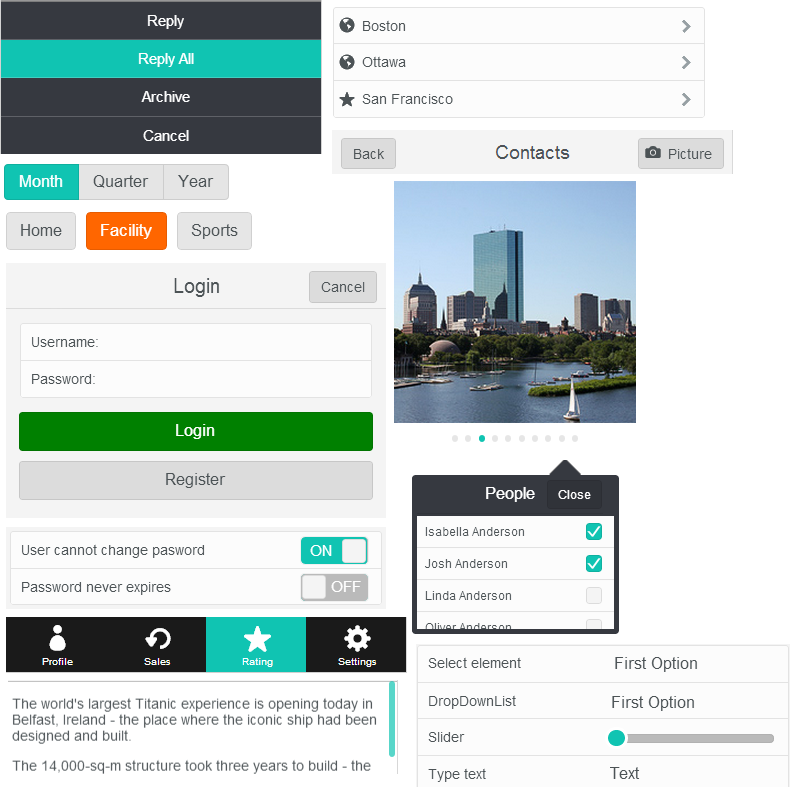 Reply
Reply All
Archive
Cancel
Boston
Ottawa
San Francisco
Back
Contacts
Picture
Month Quarter Year
Home Facility Sports
Login
Cancel
Username:
Password:
Login
Register
User cannot change pasword
ON
Password never expires
OFF
Profile Sales Rating Settings
The world's largest Titanic experience is opening today in
Belfast, Ireland - the place where the iconic ship had been
designed and built.
The 14,000-sq-m structure took three years to build - the
People
Close
Isabella Anderson
Josh Anderson
Linda Anderson
Oliver Anderson
Select element First Option
DropDownList First Option
Slider
Type text Text